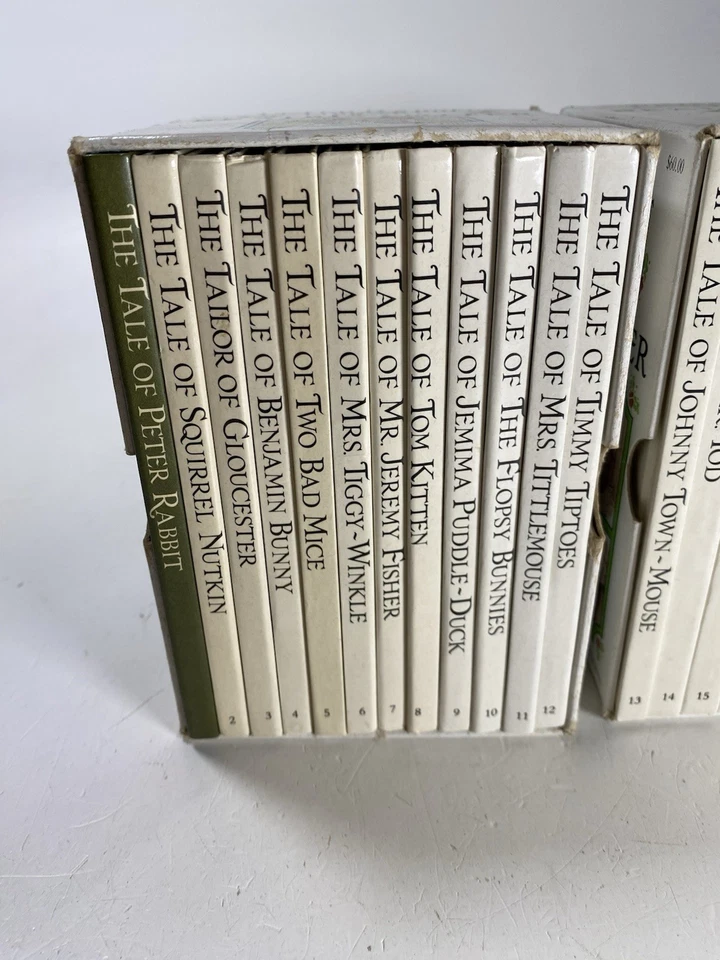 THE TALE OF PETER RABBIT
THE TALE OF SQUIRREL NUTKIN
2
THE TAILOR OF GLOUCESTER
3
THE TALE OF BENJAMIN BUNNY
4
THE TALE OF TWO BAD MICE
5
THE TALE OF MRS. TIGGY~WINKLE
6
THE TALE OF MR. JEREMY FISHER
7
THE TALE OF TOM KITTEN
8
THE TALE OF JEMIMA PUDDLE~DUCK
9
THE TALE OF THE FLOPSY BUNNIES
10
THE TALE OF MRS. TITTLEMOUSE
11
THE TALE OF TIMMY TIPTOES
12
$60.00
ER
THE TALE OF JOHNNY TOWN~MOUSE
13
14
TOD
15